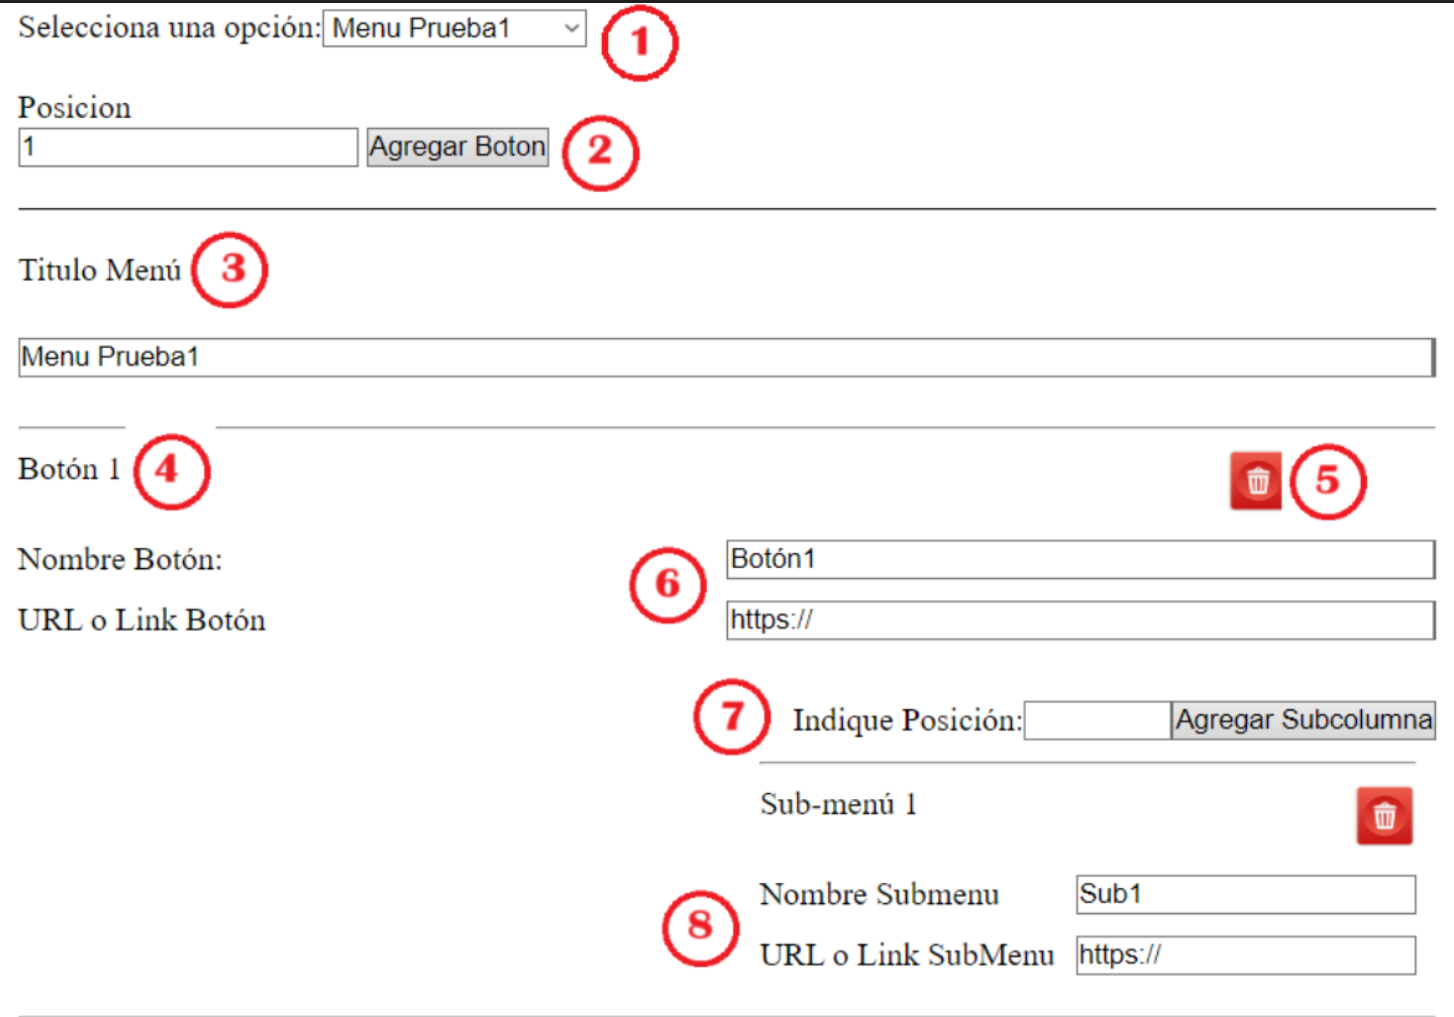 Selecciona una opción: Menu Prueba1 1
Posicion
1 Agregar Boton 2
Titulo Menú 3
Menu Prueba1
Botón 1 4 5
Nombre Botón: 6 Botón1
URL o Link Botón https://
7 Indique Posición: Agregar Subcolumna
Sub-menú 1
8 Nombre Submenu Sub1
URL o Link SubMenu https://